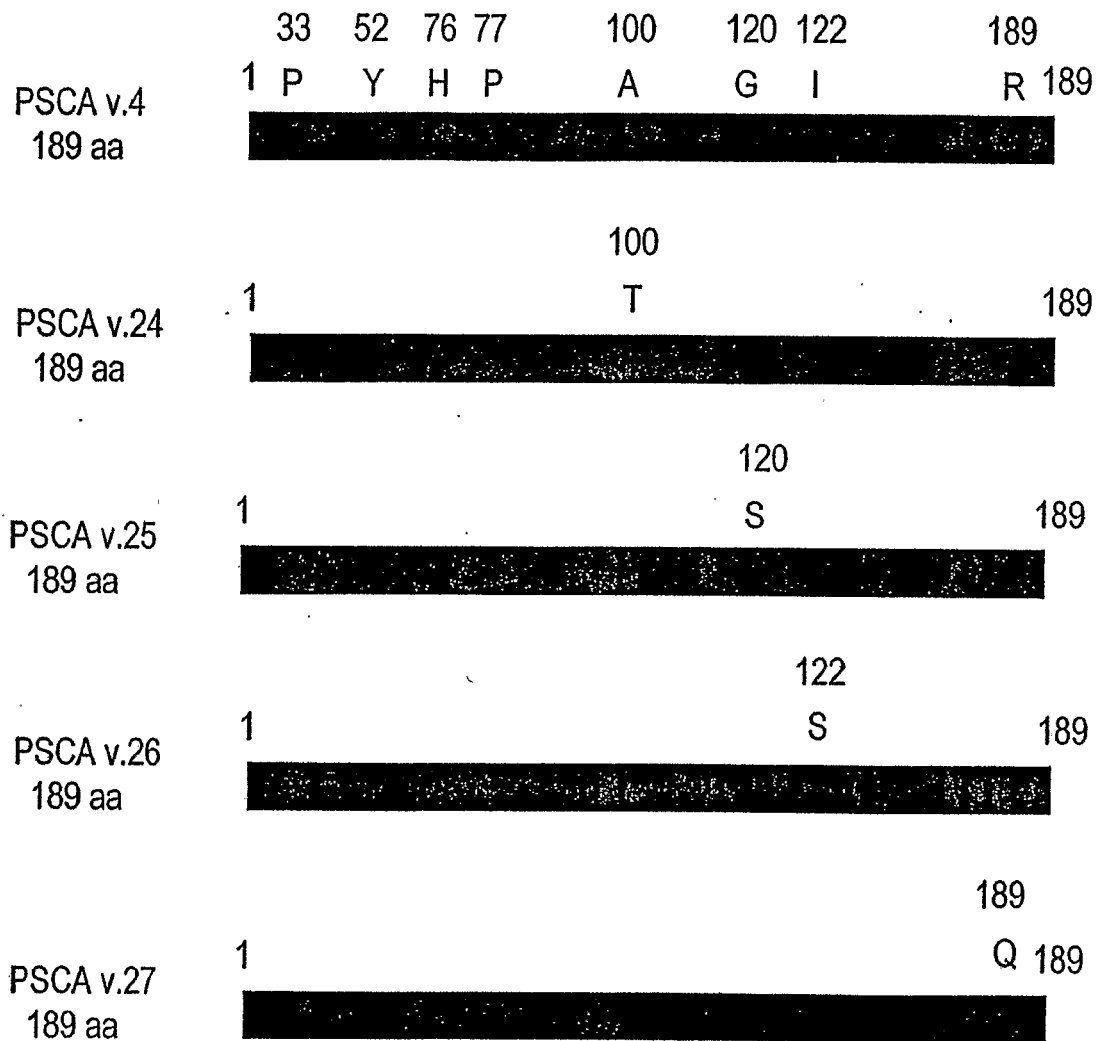 33 52 76 77 100 120 122 189
1 P Y H P A G I R 189
PSCA v.4
189 aa
100
1 T 189
PSCA v.24
189 aa
120
1 S 189
PSCA v.25
189 aa
122
1 S 189
PSCA v.26
189 aa
189
1 Q 189
PSCA v.27
189 aa